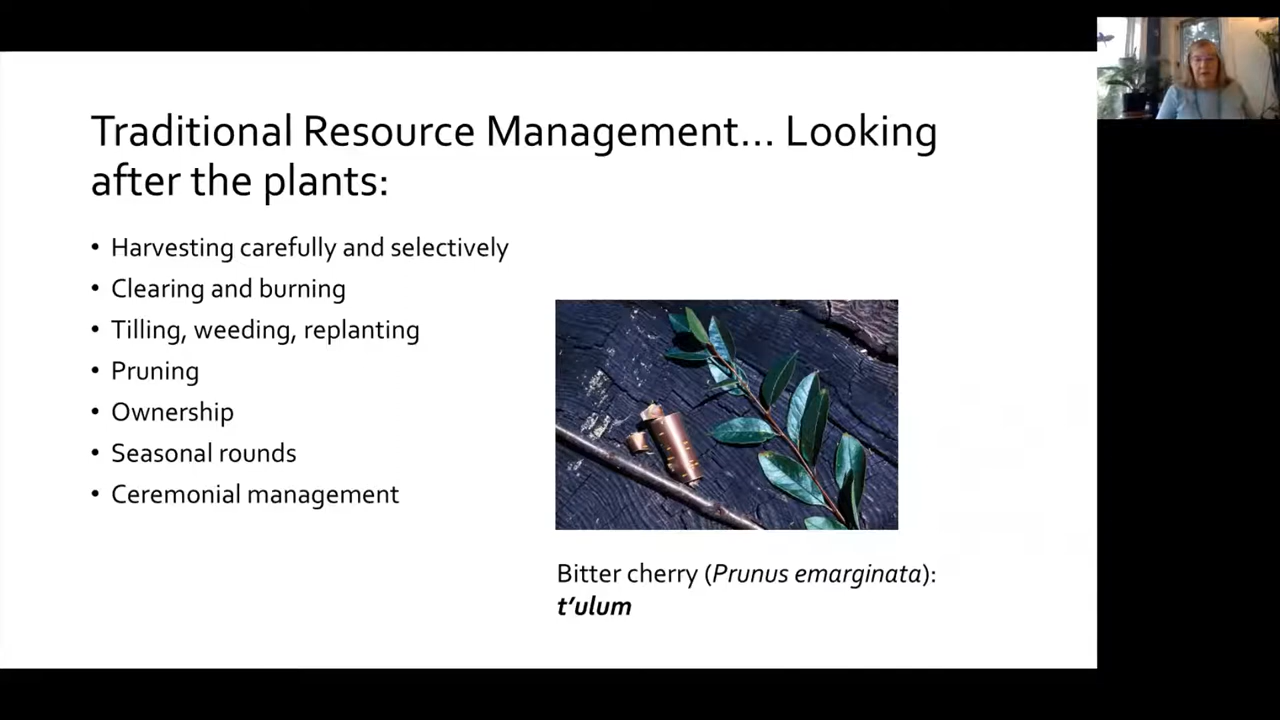 Traditional Resource Management... Looking
after the plants:
• Harvesting carefully and selectively
• Clearing and burning
• Tilling, weeding, replanting
• Pruning
• Ownership
• Seasonal rounds
• Ceremonial management
Bitter cherry (Prunus emarginata):
t’ulum